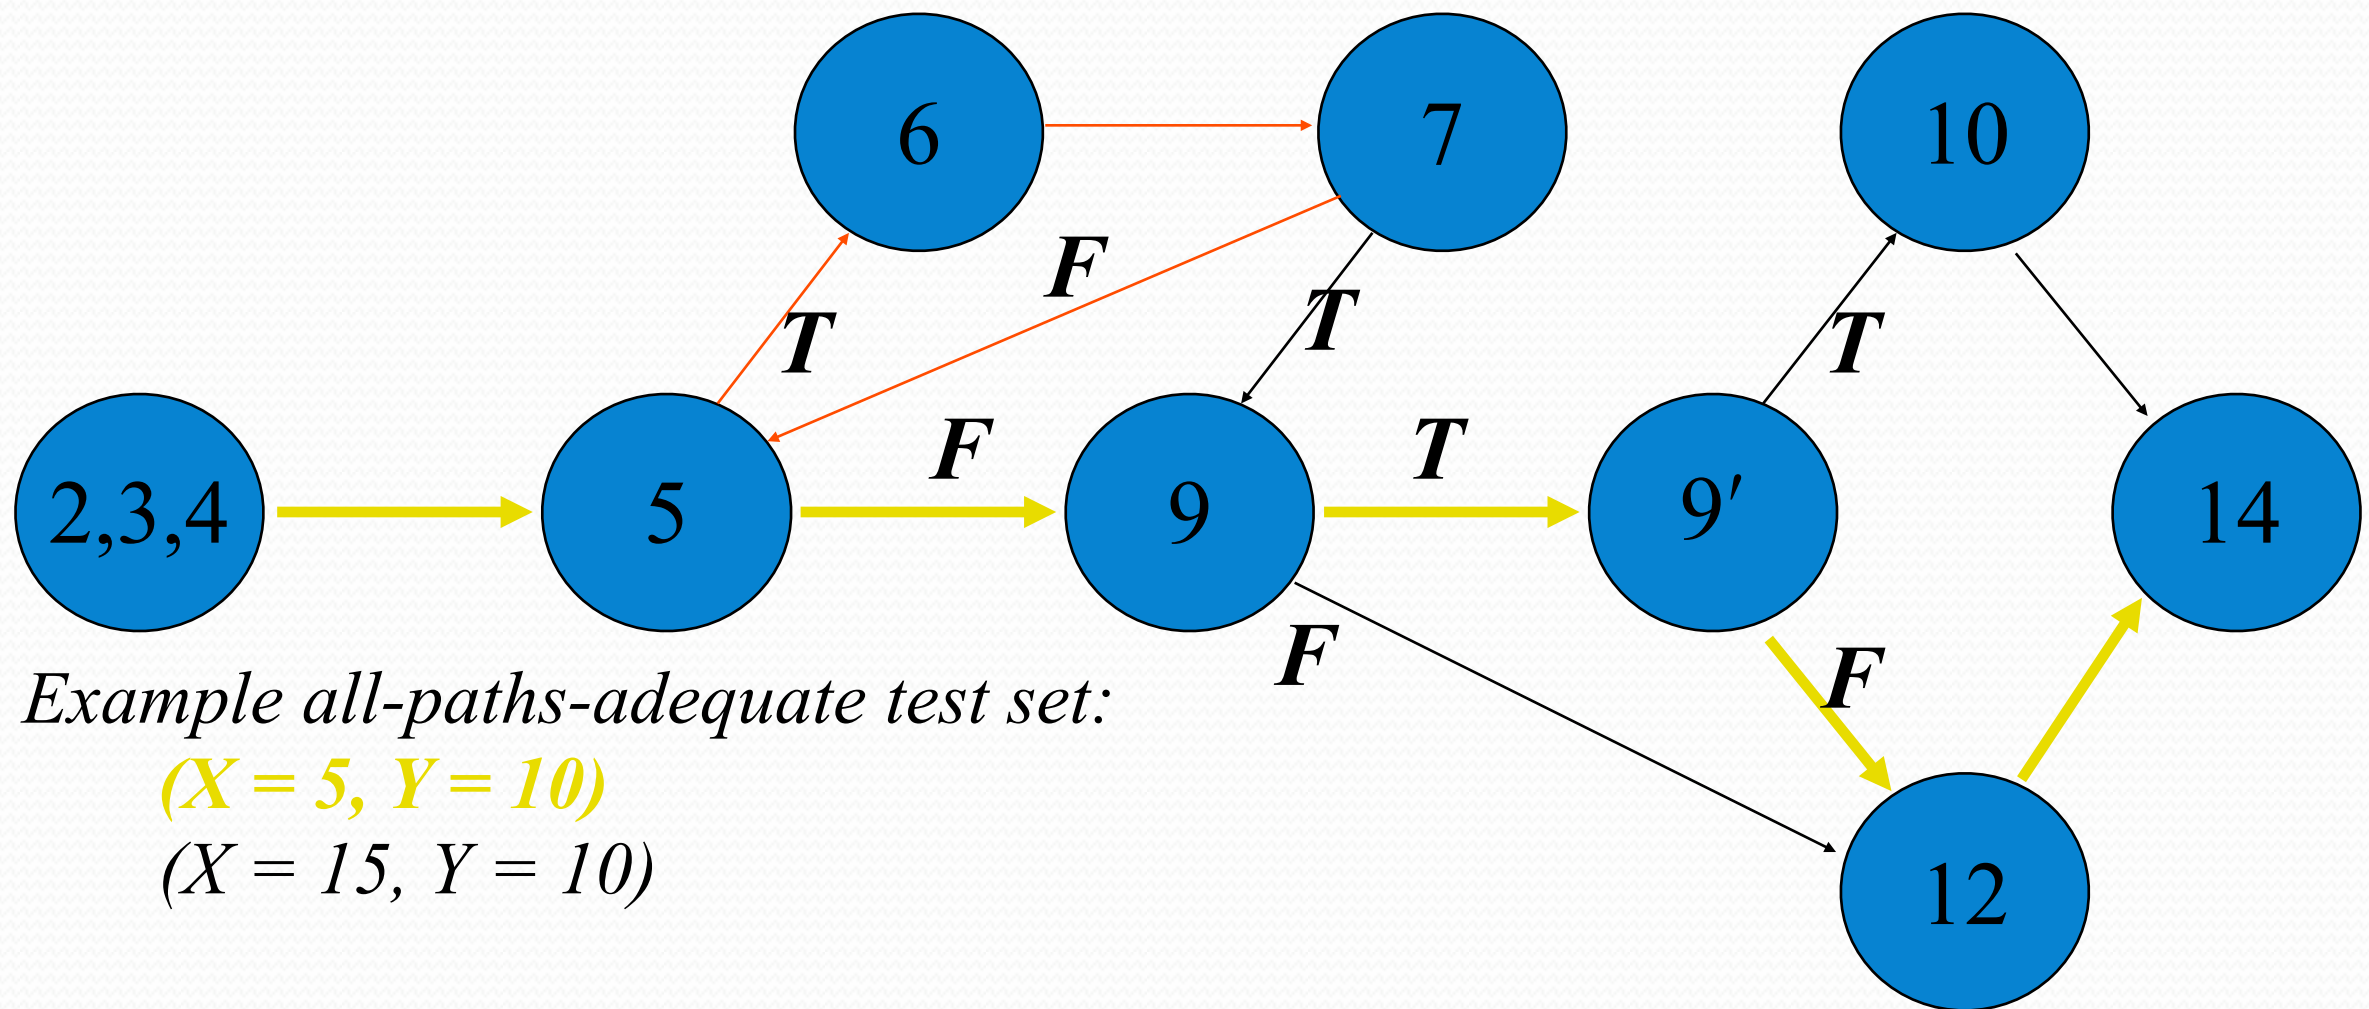 6
7
10
F
T
T
T
F
T
2,3,4
5
9
9′
14
F
F
Example all-paths-adequate test set:
(X = 5, Y = 10)
(X = 15, Y = 10)
12